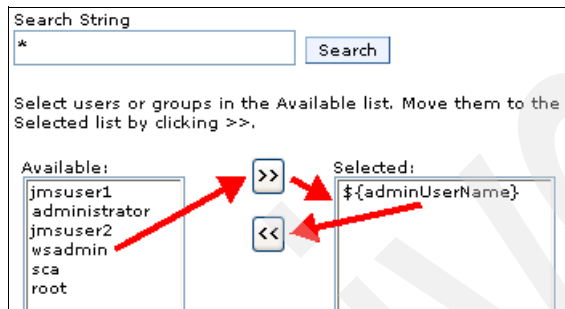 Search String
*
Search
Select users or groups in the Available list. Move them to the
Selected list by clicking >>.
Available:
>>
Selected:
jmsuser1
${adminUserName}
administrator
jmsuser2
<<
wsadmin
sca
root